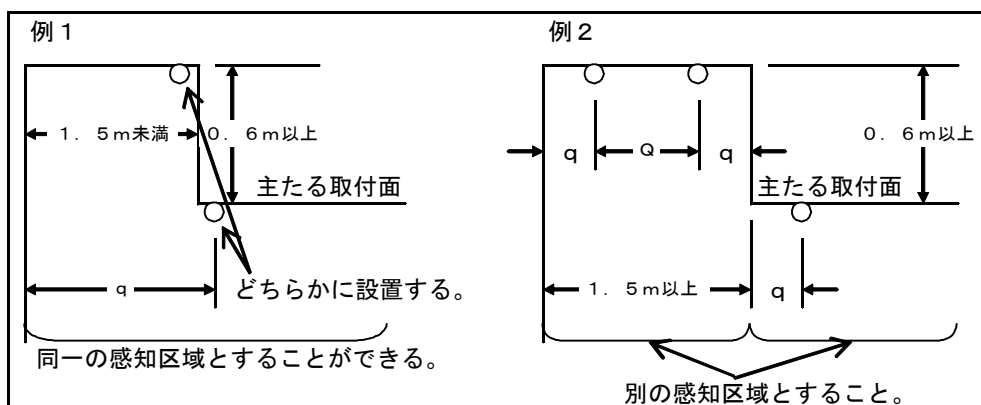 例1
1.5m未満
0.6m以上
主たる取付面
q
どちらかに設置する。
同一の感知区域とすることができる。
例2
0.6m以上
q
Q
q
主たる取付面
1.5m以上
q
別の感知区域とすること。